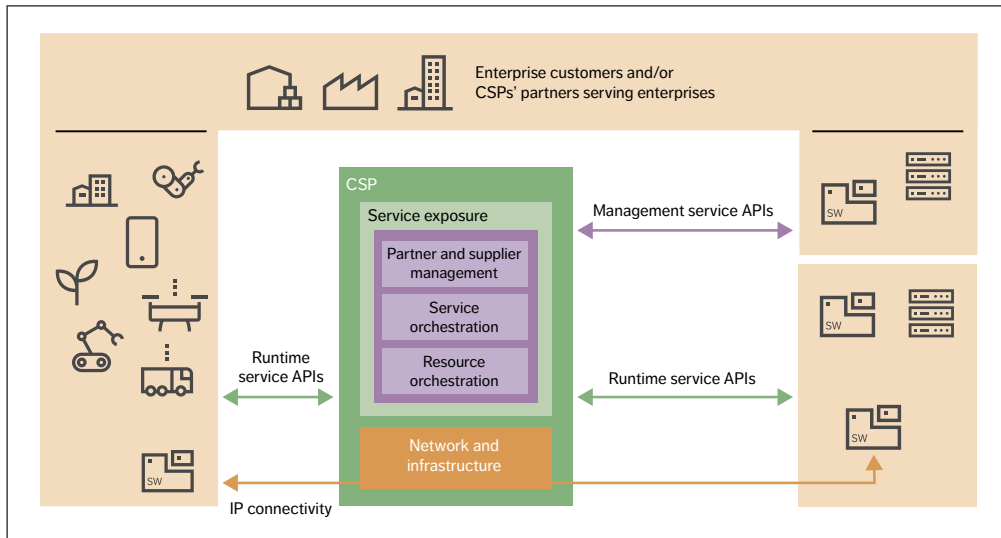 Enterprise customers and/or
CSPs' partners serving enterprises
CSP
Service exposure
Partner and supplier
management
Service
orchestration
Resource
orchestration
Network and
infrastructure
Management service APIs
Runtime
service APIs
Runtime service APIs
IP connectivity
SW
SW
SW
SW